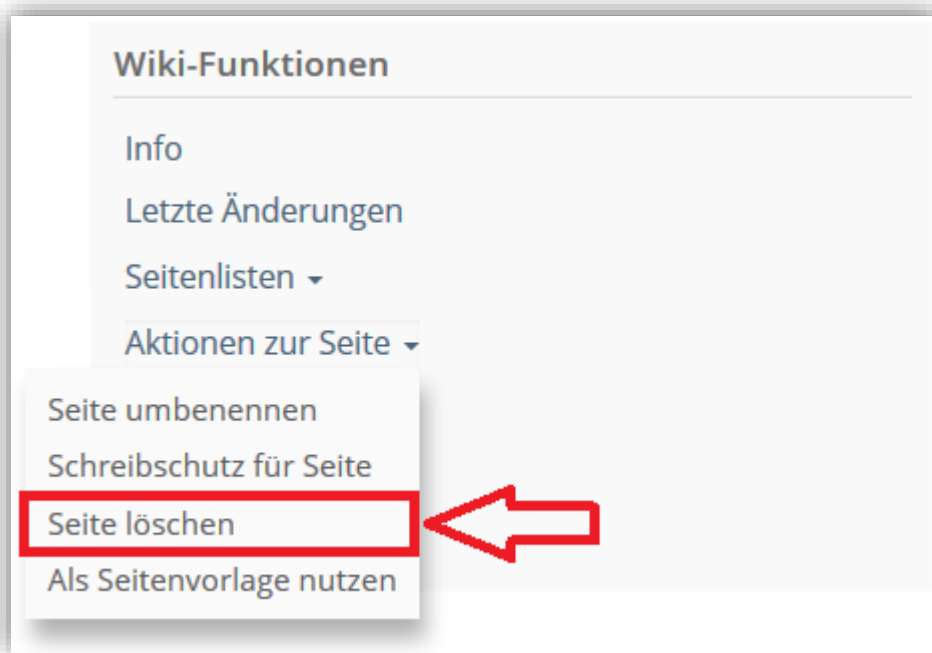 Wiki-Funktionen
Info
Letzte Änderungen
Seitenlisten
Aktionen zur Seite
Seite umbenennen
Schreibschutz für Seite
Seite löschen
Als Seitenvorlage nutzen